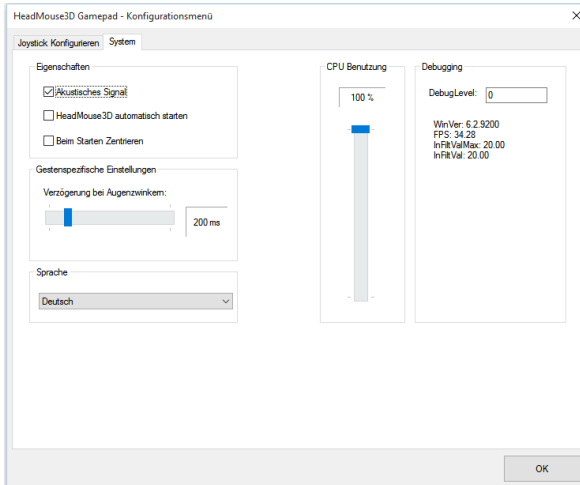 HeadMouse3D Gamepad - Konfigurationsmenü
Joystick Konfigurieren
System
Eigenschaften
Akustisches Signal
HeadMouse3D automatisch starten
Beim Starten Zentrieren
Gestenspezifische Einstellungen
Verzögerung bei Augenzwinkern:
200 ms
Sprache
Deutsch
CPU Benutzung
100 %
Debugging
DebugLevel: 0
WinVer: 6.2.9200
FPS: 34.28
InFiltValMax: 20.00
InFiltVal: 20.00
OK